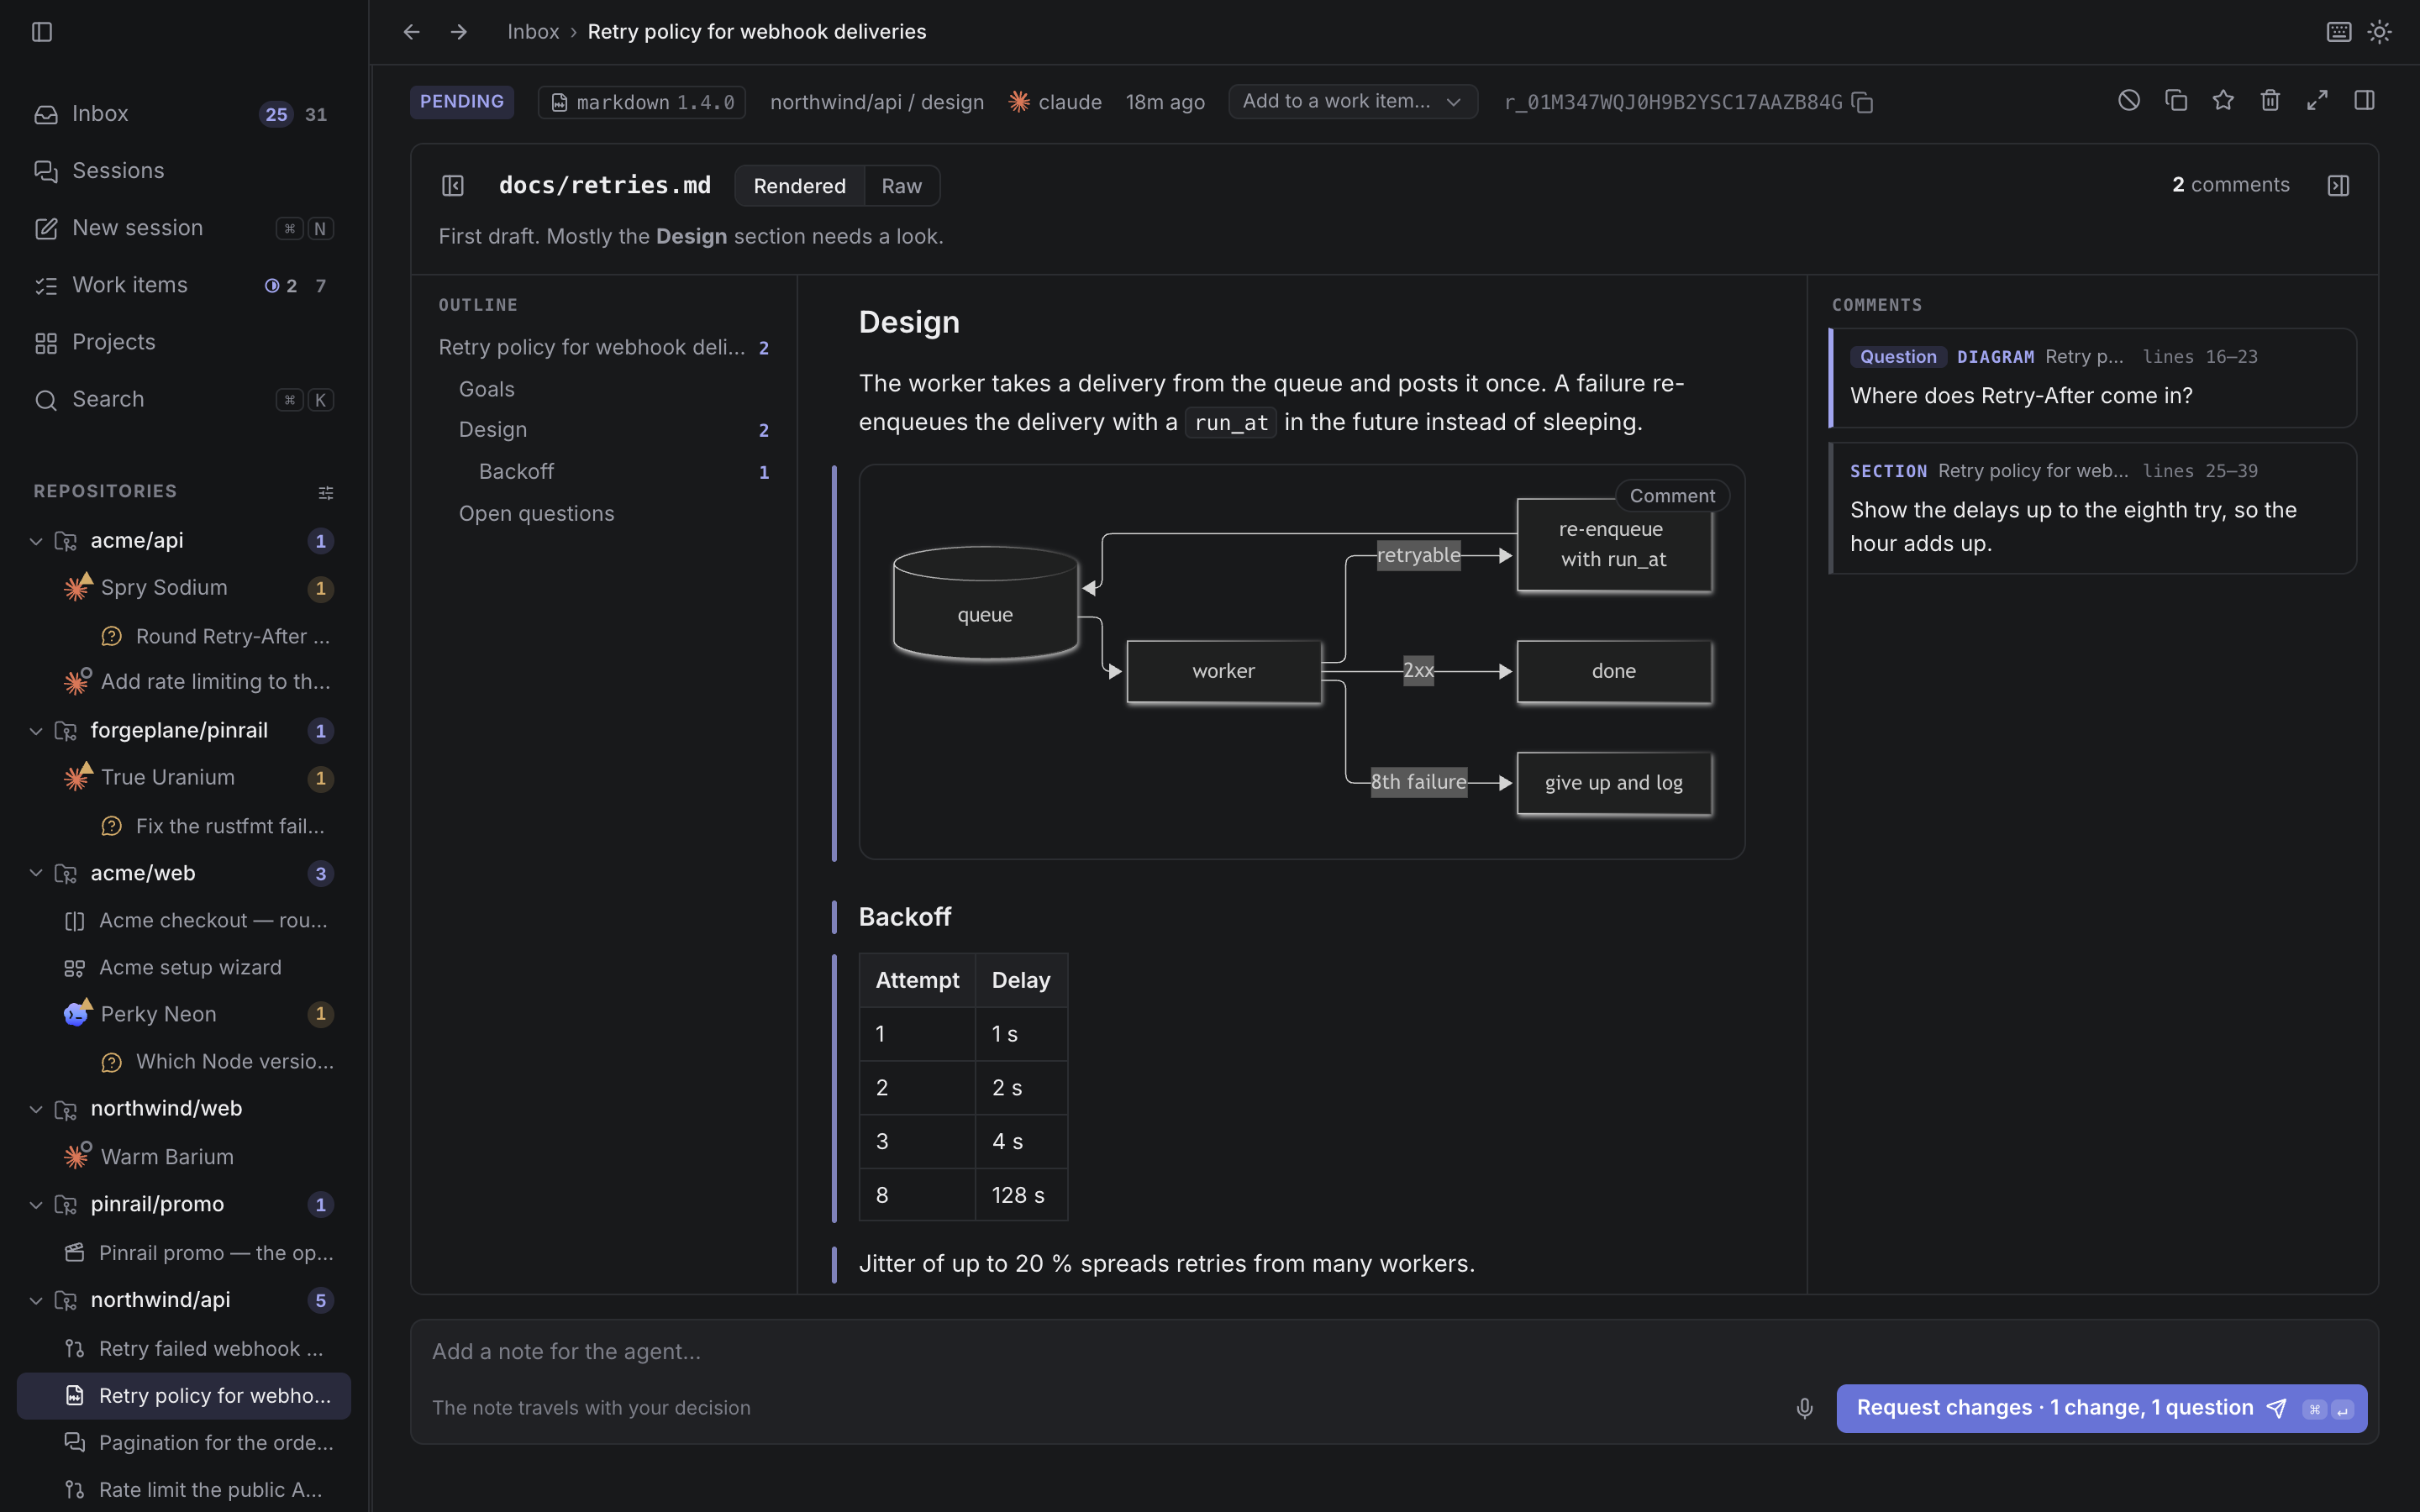 Inbox 25 31
Sessions
New session ⌘ N
Work items 2 7
Projects
Search ⌘ K
REPOSITORIES
acme/api 1
Spry Sodium 1
Round Retry-After ...
Add rate limiting to th...
forgeplane/pinrail 1
True Uranium 1
Fix the rustfmt fail...
acme/web 3
Acme checkout — rou...
Acme setup wizard
Perky Neon 1
Which Node versio...
northwind/web
Warm Barium
pinrail/promo 1
Pinrail promo — the op...
northwind/api 5
Retry failed webhook ...
Retry policy for webho...
Pagination for the orde...
Rate limit the public A...
Inbox › Retry policy for webhook deliveries
PENDING markdown 1.4.0 northwind/api / design claude 18m ago Add to a work item... r_01M347WQJ0H9B2YSC17AAZB84G
docs/retries.md Rendered Raw 2 comments
First draft. Mostly the Design section needs a look.
OUTLINE
Retry policy for webhook deli... 2
Goals
Design 2
Backoff 1
Open questions
Design
The worker takes a delivery from the queue and posts it once. A failure re-
enqueues the delivery with a run_at in the future instead of sleeping.
Comment
re-enqueue
with run_at
retryable
queue
worker
2xx
done
8th failure
give up and log
Backoff
Attempt Delay
1 1 s
2 2 s
3 4 s
8 128 s
Jitter of up to 20 % spreads retries from many workers.
COMMENTS
Question DIAGRAM Retry p... lines 16–23
Where does Retry-After come in?
SECTION Retry policy for web... lines 25–39
Show the delays up to the eighth try, so the
hour adds up.
Add a note for the agent...
The note travels with your decision
Request changes · 1 change, 1 question ⌘ ↵